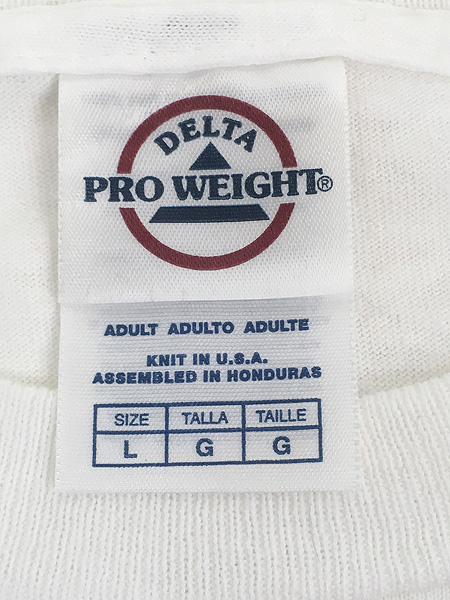 DELTA
PRO WEIGHT®
ADULT ADULTO ADULTE
KNIT IN U.S.A.
ASSEMBLED IN HONDURAS
SIZE TALLA TAILLE
L G G